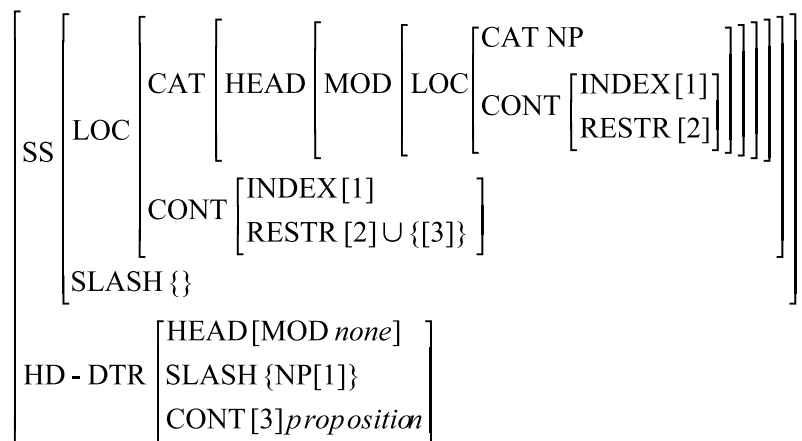 CAT NP
CAT HEAD MOD LOC
CONT INDEX [1]
LOC
RESTR [2]
SS
CONT INDEX [1]
RESTR [2] ∪ {[3]}
SLASH {}
HEAD [MOD none]
HD - DTR SLASH {NP[1]}
CONT [3] proposition